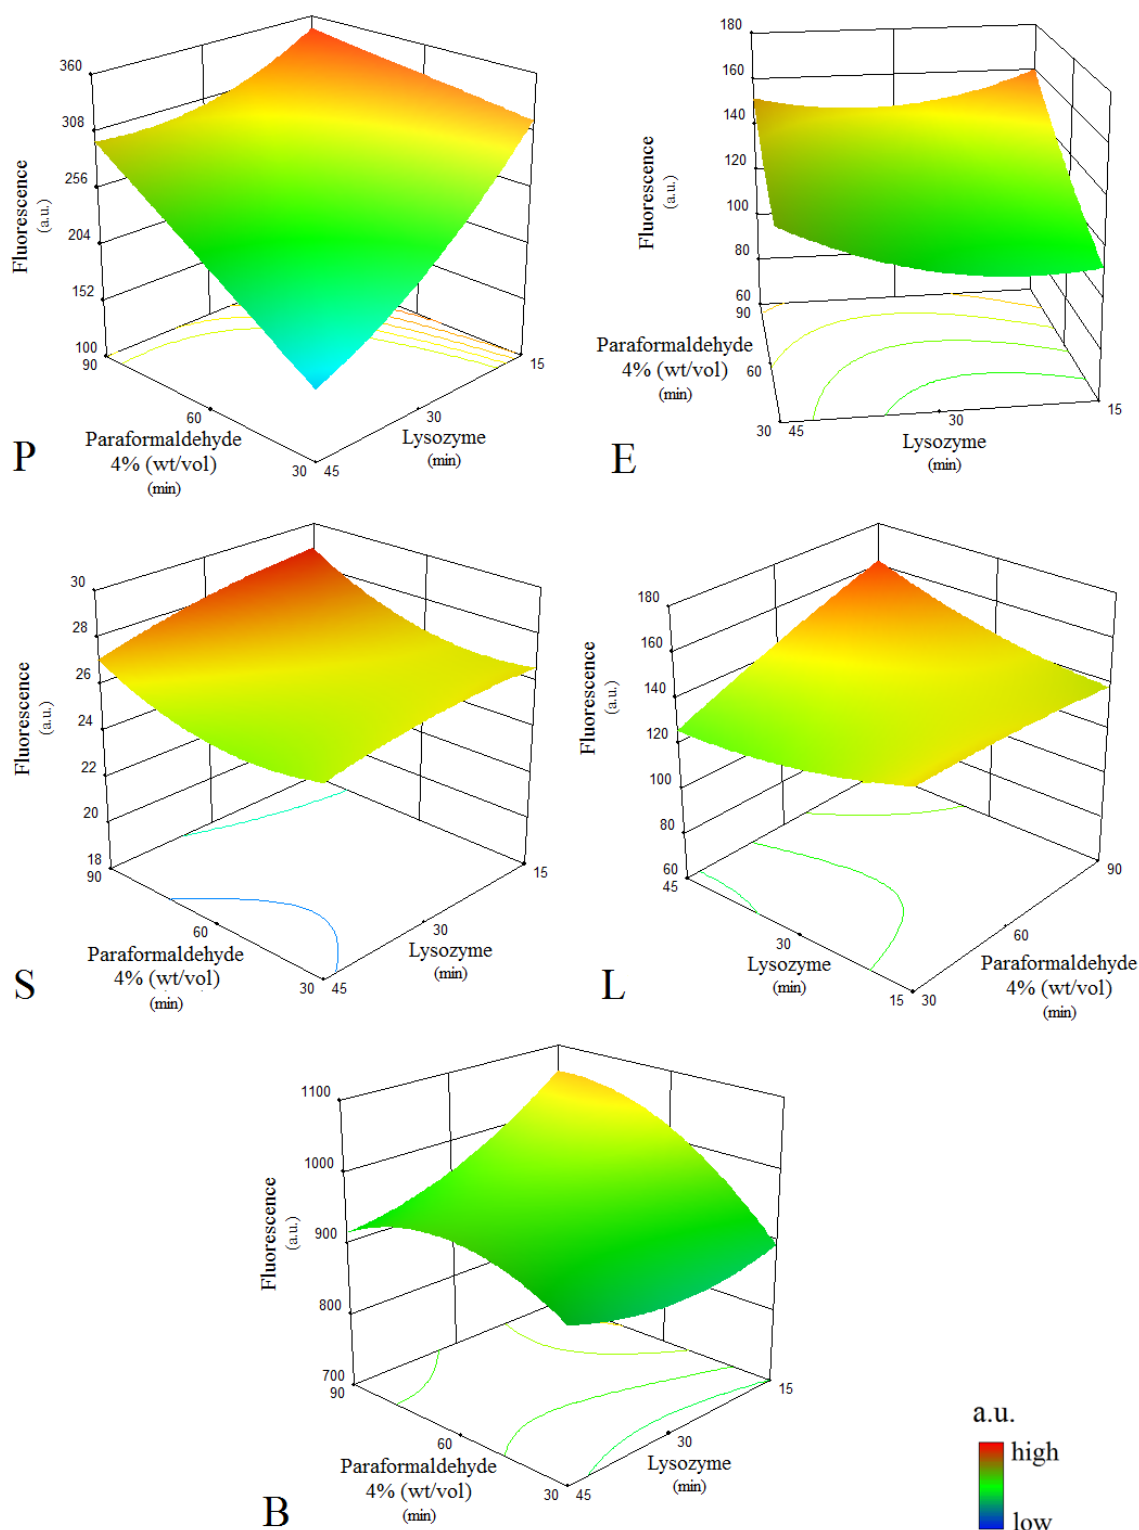 360
308
256
204
152
100
90
60
30
45
30
15
Fluorescence
(a.u.)
Paraformaldehyde
4% (wt/vol)
(min)
Lysozyme
(min)
P
180
160
140
120
100
80
60
90
60
30
45
30
15
Fluorescence
(a.u.)
Paraformaldehyde
4% (wt/vol)
(min)
Lysozyme
(min)
E
30
28
26
24
22
20
18
90
60
30
45
30
15
Fluorescence
(a.u.)
Paraformaldehyde
4% (wt/vol)
(min)
Lysozyme
(min)
S
180
160
140
120
100
80
60
45
30
15
30
60
90
Fluorescence
(a.u.)
Lysozyme
(min)
Paraformaldehyde
4% (wt/vol)
(min)
L
1100
1000
900
800
700
90
60
30
45
30
15
Fluorescence
(a.u.)
Paraformaldehyde
4% (wt/vol)
(min)
Lysozyme
(min)
B
a.u.
high
low